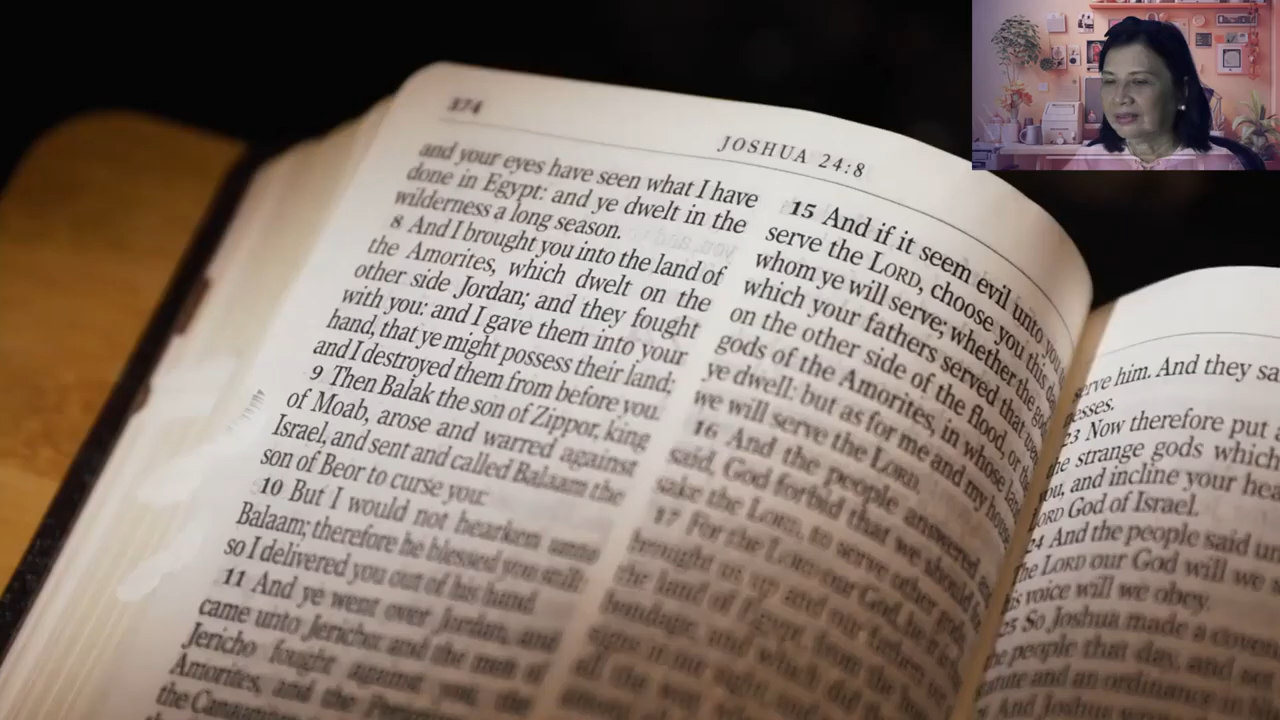 374
JOSHUA 24:8
and your eyes have seen what I have
done in Egypt: and ye dwelt in the
wilderness a long season.
8 And I brought you into the land of
the Amorites, which dwelt on the
other side Jordan; and they fought
with you: and I gave them into your
hand, that ye might possess their land;
and I destroyed them from before you.
9 Then Balak the son of Zippor, king
of Moab, arose and warred against
Israel, and sent and called Balaam the
son of Beor to curse you:
10 But I would not hearken unto
Balaam; therefore he blessed you still:
so I delivered you out of his hand.
11 And ye went over Jordan, and
came unto Jericho: and the men of
Jericho fought against you, the
Amorites, and the
15 And if it seem evil unto you
serve the LORD, choose you this
whom ye will serve; whether the
which your fathers served that
on the other side of the flood, or
gods of the Amorites, in whose
ye dwell: but as for me and my house
we will serve the LORD.
16 And the people answered
said, God forbid that we should
sake the LORD, to serve other
17 For the LORD our God, he
brought us up and our fathers
the land of Egypt, from the
bondage, and which did
serve him. And they
23 Now therefore put
the strange gods which
you, and incline your
LORD God of Israel.
24 And the people said
The LORD our God will we
his voice will we obey.
25 So Joshua made a
the people that day, and
and an ordinance in
And Joshua